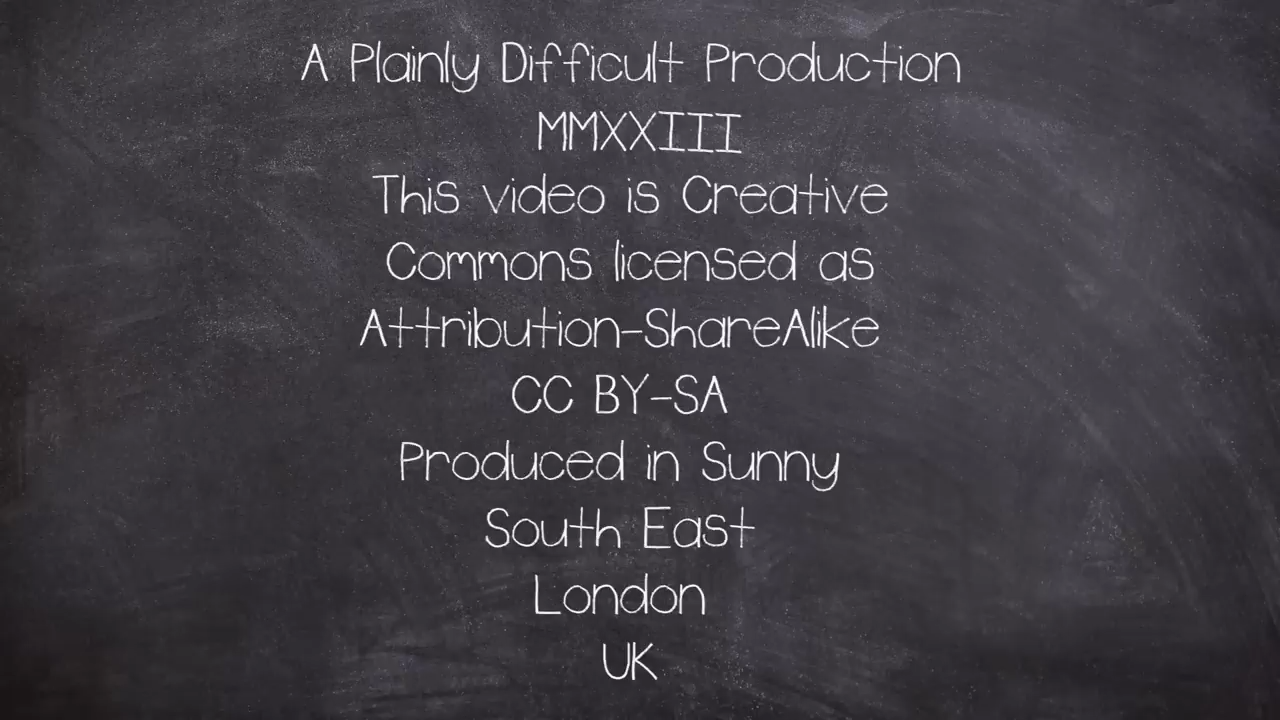 A Plainly Difficult Production
MMXXIII
This video is Creative
Commons licensed as
Attribution-ShareAlike
CC BY-SA
Produced in Sunny
South East
London
UK